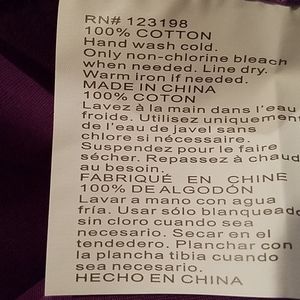 RN# 123198
100% COTTON
Hand wash cold.
Only non-chlorine bleach
when needed. Line dry.
Warm iron if needed.
MADE IN CHINA
100% COTON
Lavez à la main dans l'eau
froide. Utilisez uniquement
de l'eau de javel sans
chlore si nécessaire.
Suspendez pour le faire
sécher. Repassez à chaud
au besoin.
FABRIQUÉ EN CHINE
100% DE ALGODÓN
Lavar a mano con agua
fría. Usar sólo blanqueador
sin cloro cuando sea
necesario. Secar en el
tendedero. Planchar con
la plancha tibia cuando
sea necesario.
HECHO EN CHINA